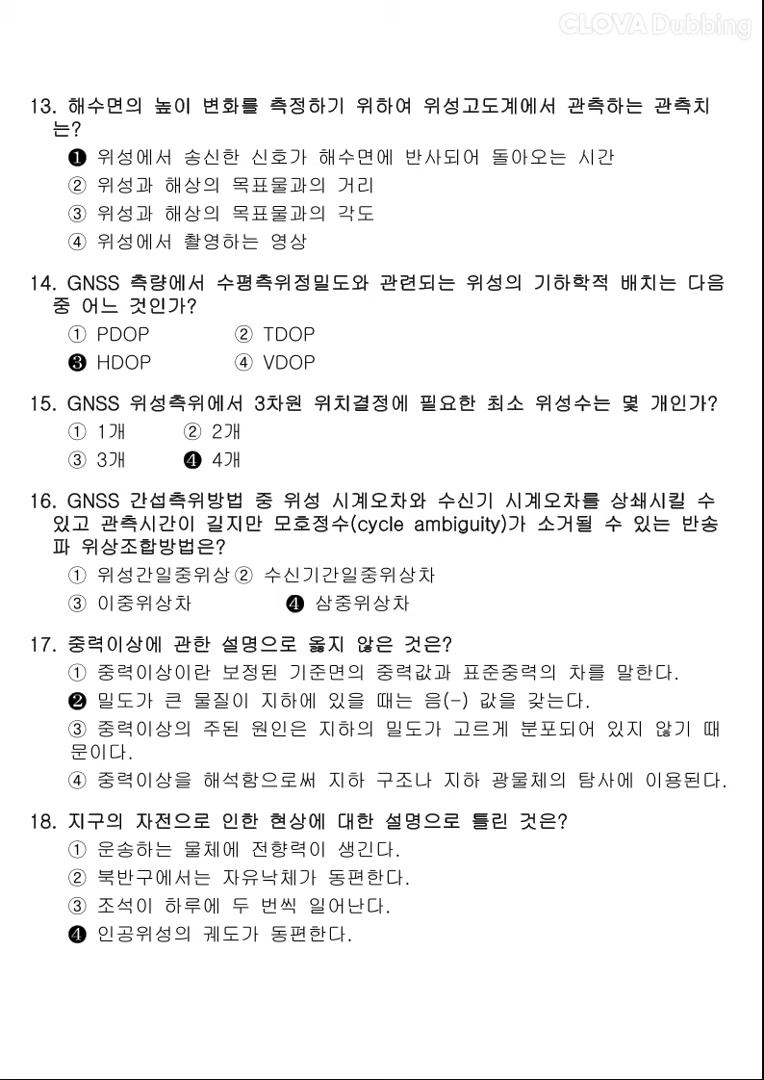 CLOVA Dubbing
13. 해수면의 높이 변화를 측정하기 위하여 위성고도계에서 관측하는 관측치
는?
❶ 위성에서 송신한 신호가 해수면에 반사되어 돌아오는 시간
② 위성과 해상의 목표물과의 거리
③ 위성과 해상의 목표물과의 각도
④ 위성에서 촬영하는 영상
14. GNSS 측량에서 수평측위정밀도와 관련되는 위성의 기하학적 배치는 다음
중 어느 것인가?
① PDOP ② TDOP
❸ HDOP ④ VDOP
15. GNSS 위성측위에서 3차원 위치결정에 필요한 최소 위성수는 몇 개인가?
① 1개 ② 2개
③ 3개 ❹ 4개
16. GNSS 간섭측위방법 중 위성 시계오차와 수신기 시계오차를 상쇄시킬 수
있고 관측시간이 길지만 모호정수(cycle ambiguity)가 소거될 수 있는 반송
파 위상조합방법은?
① 위성간일중위상 ② 수신기간일중위상차
③ 이중위상차 ❹ 삼중위상차
17. 중력이상에 관한 설명으로 옳지 않은 것은?
① 중력이상이란 보정된 기준면의 중력값과 표준중력의 차를 말한다.
❷ 밀도가 큰 물질이 지하에 있을 때는 음(-) 값을 갖는다.
③ 중력이상의 주된 원인은 지하의 밀도가 고르게 분포되어 있지 않기 때
문이다.
④ 중력이상을 해석함으로써 지하 구조나 지하 광물체의 탐사에 이용된다.
18. 지구의 자전으로 인한 현상에 대한 설명으로 틀린 것은?
① 운송하는 물체에 전향력이 생긴다.
② 북반구에서는 자유낙체가 동편한다.
③ 조석이 하루에 두 번씩 일어난다.
❹ 인공위성의 궤도가 동편한다.